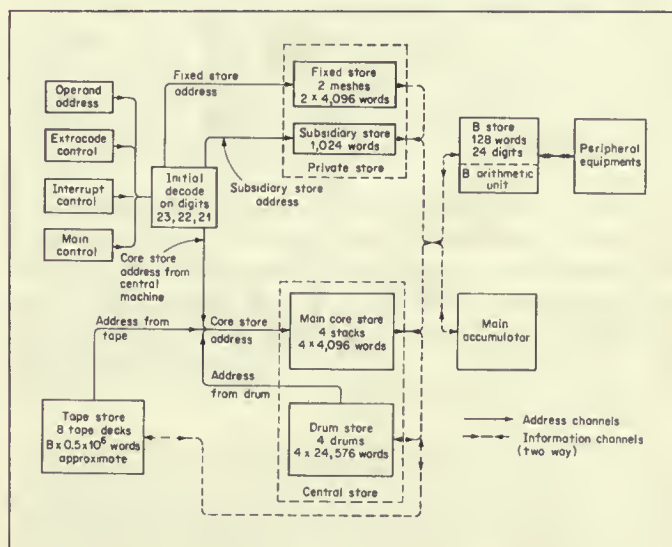 Operand
address
Extracode
control
Interrupt
control
Main
control
Initial
decode
on digits
23, 22, 21
Fixed store
address
Fixed store
2 meshes
2 x 4,096 words
Subsidiary store
1,024 words
Private store
Subsidiary store
address
Core store
address from
central
machine
B store
128 words
24 digits
B arithmetic
unit
Peripheral
equipments
Address from
tape
Core store
address
Main core store
4 stacks
4 x 4,096 words
Main
accumulator
Address
from drum
Tape store
8 tape decks
8 x 0.5 x 10⁶ words
approximate
Drum store
4 drums
4 x 24,576 words
Central store
Address channels
Information channels
(two way)